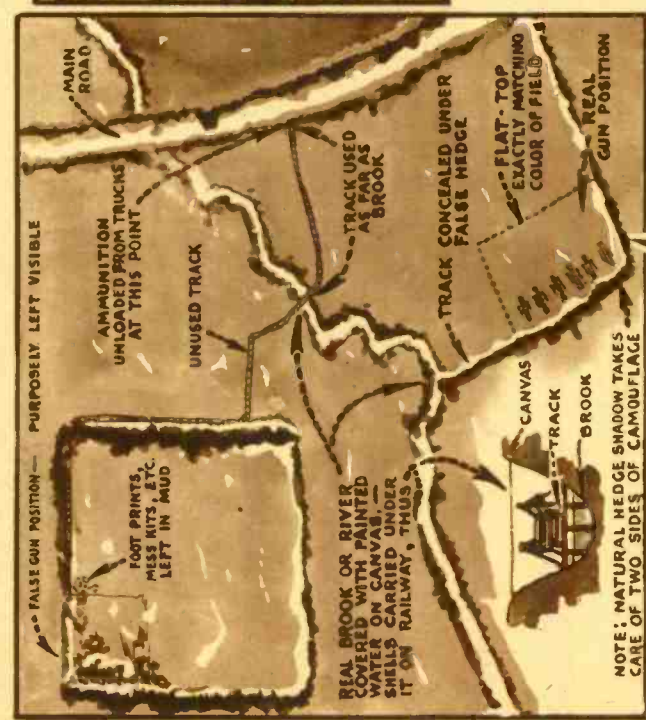 FALSE GUN POSITION — PURPOSELY LEFT VISIBLE
MAIN
ROAD
AMMUNITION
UNLOADED FROM TRUCKS
AT THIS POINT
UNUSED TRACK
FOOT PRINTS,
MESS KITS, ETC.
LEFT IN MUD
TRACK USED
AS FAR AS
BROOK
TRACK CONCEALED UNDER
FALSE HEDGE
FLAT-TOP
EXACTLY MATCHING
COLOR OF FIELD
REAL
GUN POSITION
REAL BROOK OR RIVER
COVERED WITH PAINTED
WATER ON CANVAS. —
SHELLS CARRIED UNDER
IT ON RAILWAY, THUS
CANVAS
TRACK
BROOK
NOTE: NATURAL HEDGE SHADOW TAKES
CARE OF TWO SIDES OF CAMOUFLAGE